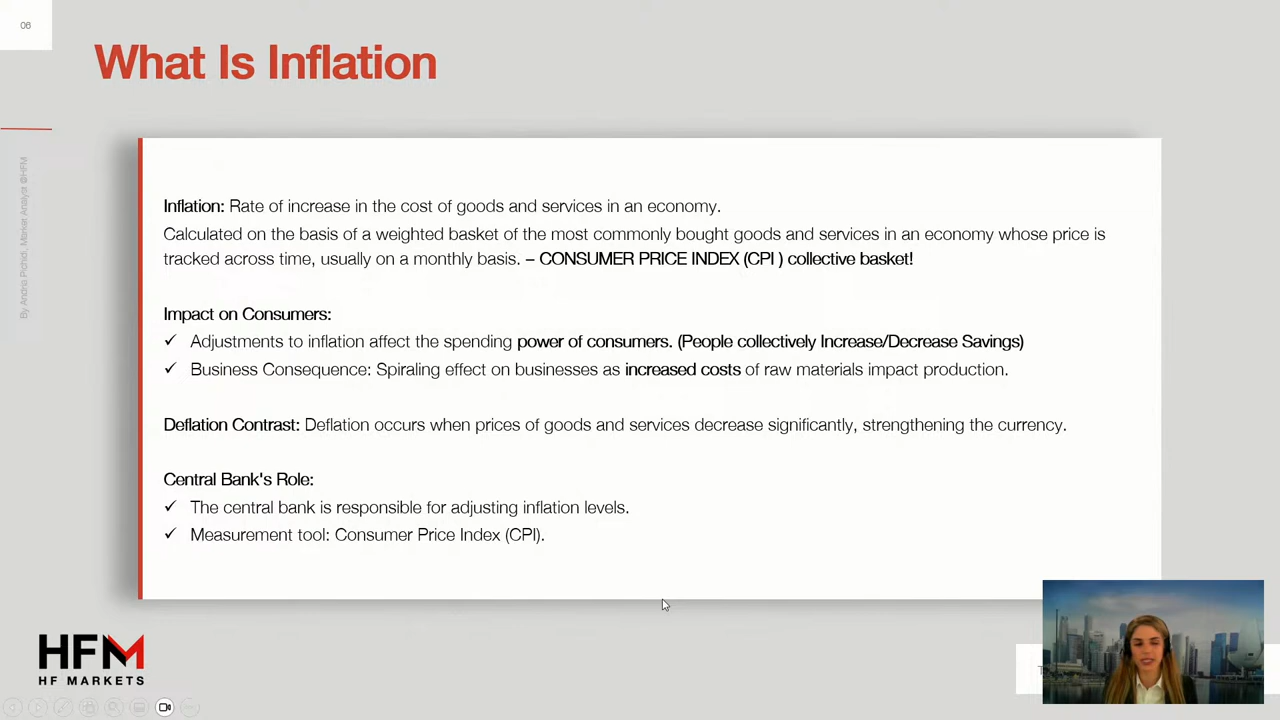 06
What Is Inflation
By Andria Pichidi, Market Analyst @HFM
Inflation: Rate of increase in the cost of goods and services in an economy.
Calculated on the basis of a weighted basket of the most commonly bought goods and services in an economy whose price is
tracked across time, usually on a monthly basis. – CONSUMER PRICE INDEX (CPI ) collective basket!
Impact on Consumers:
✓ Adjustments to inflation affect the spending power of consumers. (People collectively Increase/Decrease Savings)
✓ Business Consequence: Spiraling effect on businesses as increased costs of raw materials impact production.
Deflation Contrast: Deflation occurs when prices of goods and services decrease significantly, strengthening the currency.
Central Bank's Role:
✓ The central bank is responsible for adjusting inflation levels.
✓ Measurement tool: Consumer Price Index (CPI).
HFM
HF MARKETS